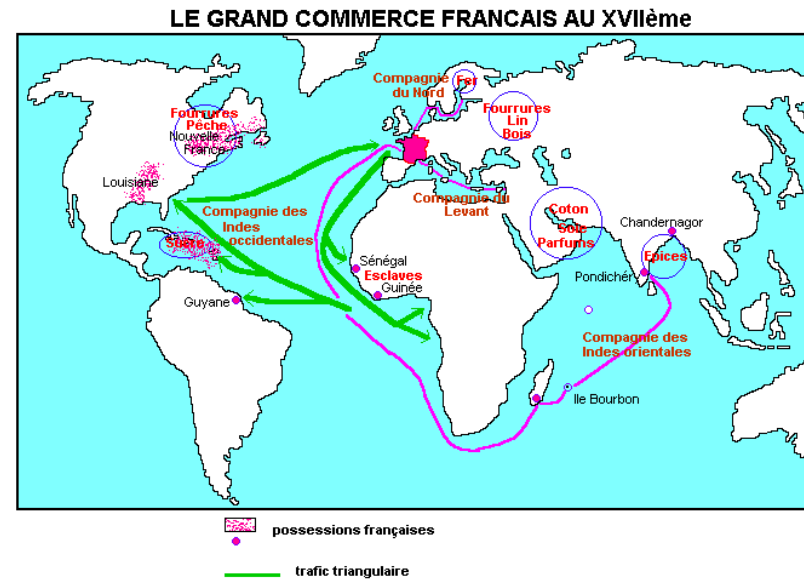 LE GRAND COMMERCE FRANCAIS AU XVIIème
Compagnie
du Nord
Fer
Fourrures
Pêche
Nouvelle
France
Fourrures
Lin
Bois
Louisiane
Compagnie des
Indes
occidentales
Compagnie du
Levant
Coton
Soie
Parfums
Chandernagor
Sucre
Sénégal
Esclaves
Guinée
Epices
Pondichéry
Guyane
Compagnie des
Indes orientales
Ile Bourbon
possessions françaises
trafic triangulaire